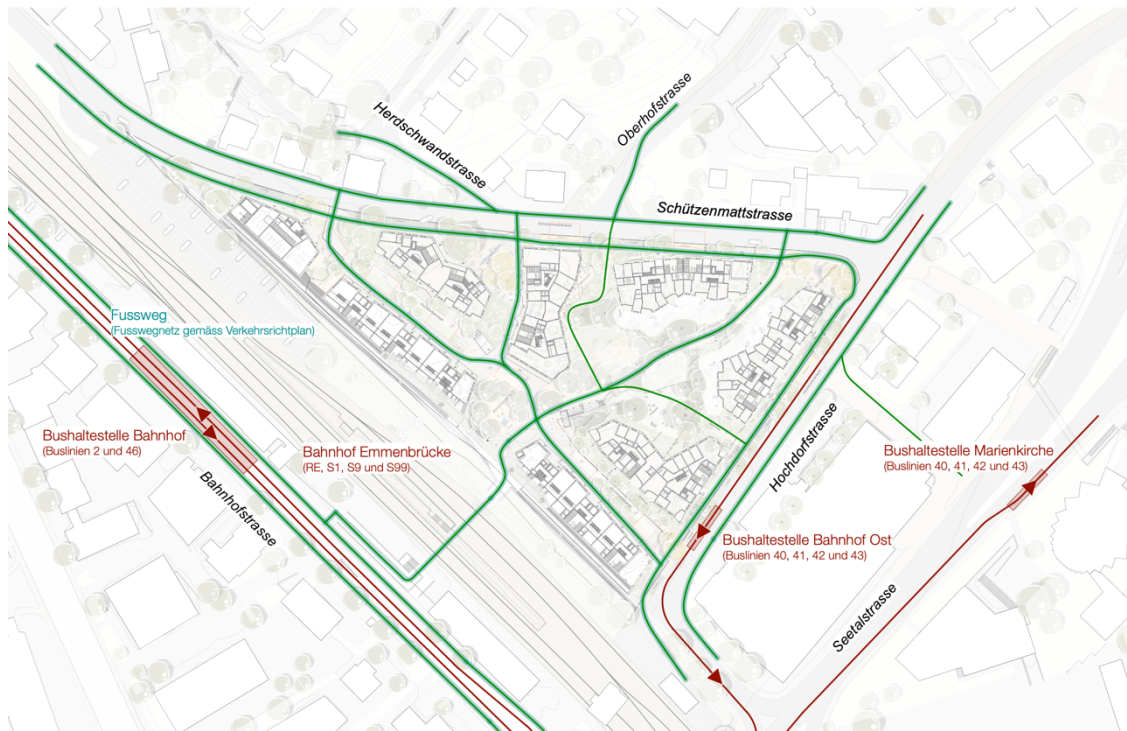 Herdschwandstrasse
Oberhofstrasse
Schützenmattstrasse
Fussweg
(Fusswegnetz gemäss Verkehrsrichtplan)
Bushaltestelle Bahnhof
(Buslinien 2 und 46)
Bahnhof Emmenbrücke
(RE, S1, S9 und S99)
Bahnhofstrasse
Hochdorfstrasse
Bushaltestelle Marienkirche
(Buslinien 40, 41, 42 und 43)
Bushaltestelle Bahnhof Ost
(Buslinien 40, 41, 42 und 43)
Seetalstrasse